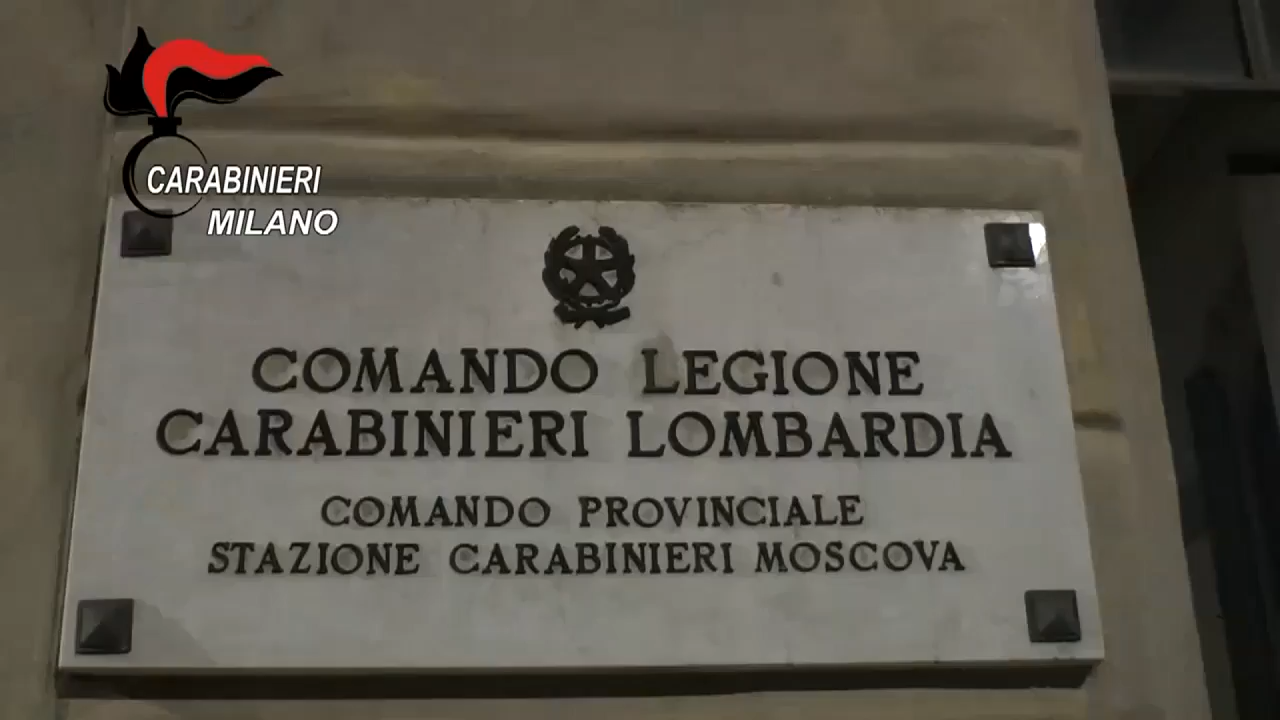 CARABINIERI
MILANO
COMANDO LEGIONE
CARABINIERI LOMBARDIA
COMANDO PROVINCIALE
STAZIONE CARABINIERI MOSCOVA